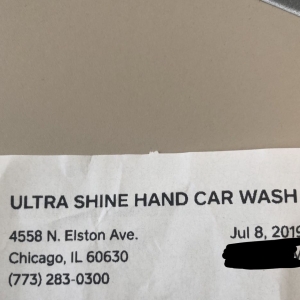 ULTRA SHINE HAND CAR WASH
4558 N. Elston Ave. Jul 8, 2019
Chicago, IL 60630
(773) 283-0300